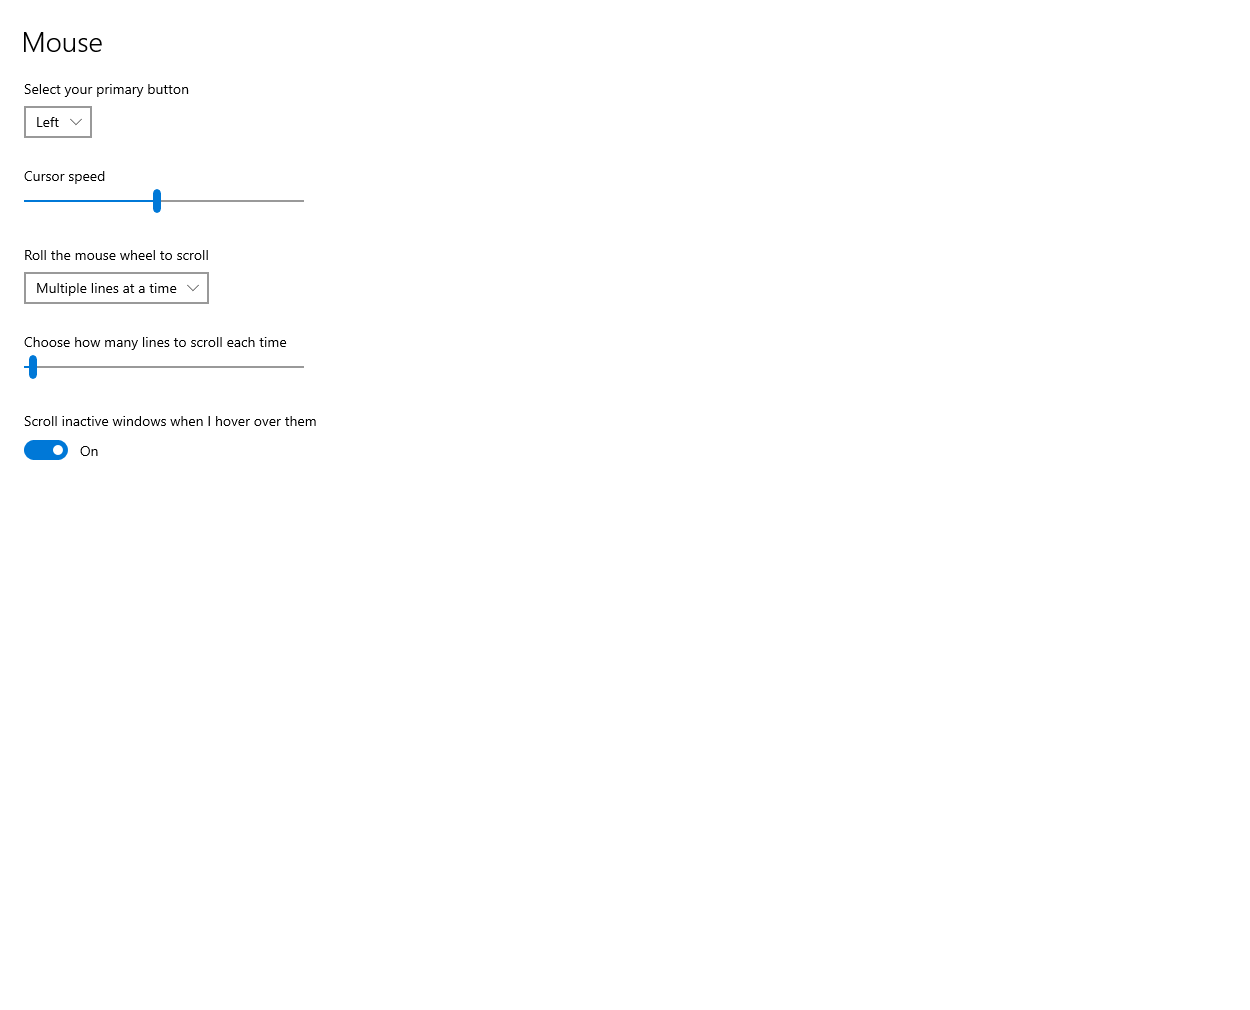 Mouse
Select your primary button
Left
Cursor speed
Roll the mouse wheel to scroll
Multiple lines at a time
Choose how many lines to scroll each time
Scroll inactive windows when I hover over them
On